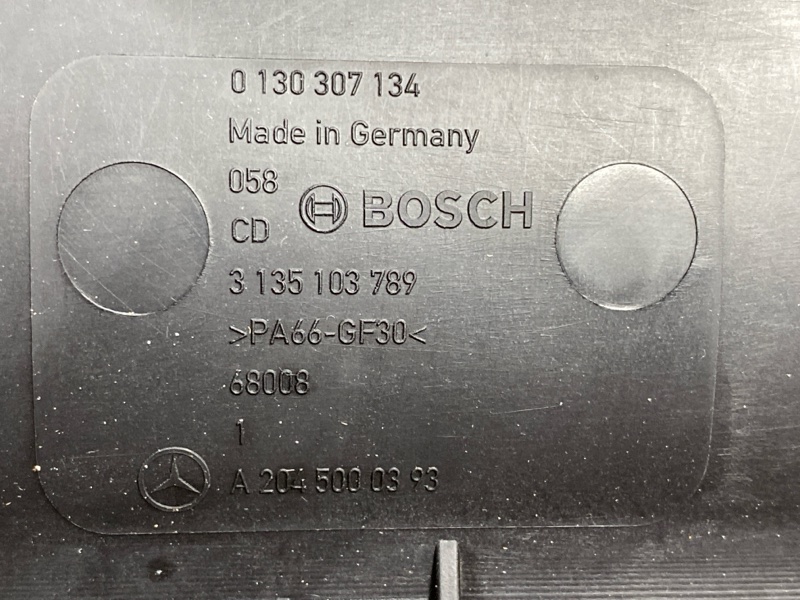 0 130 307 134
Made in Germany
058
BOSCH
CD
3 135 103 789
>PA66-GF30<
68008
1
A 204 500 03 93